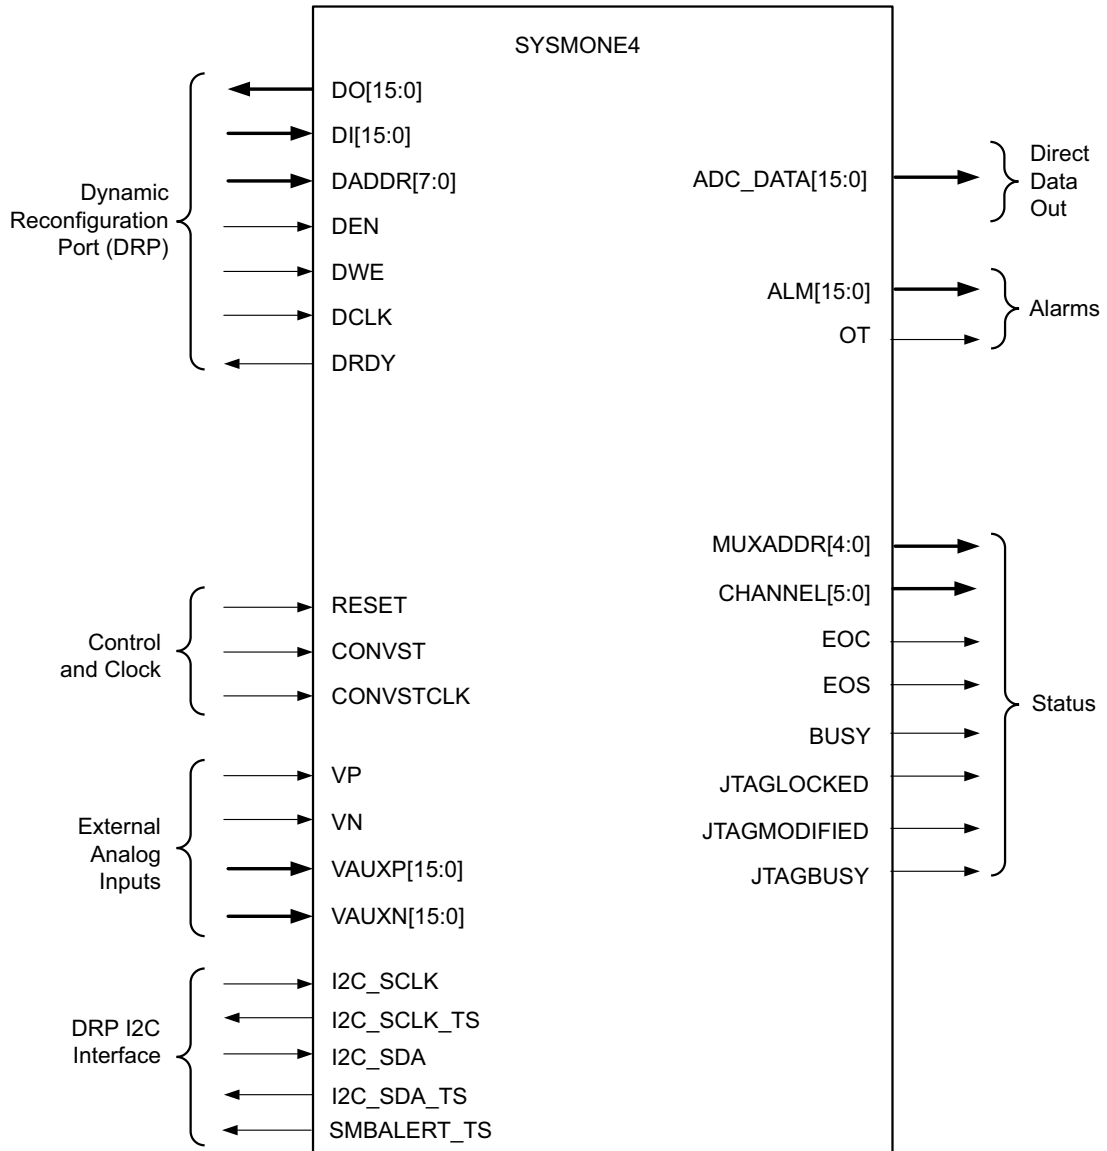 SYSMONE4
Dynamic
Reconfiguration
Port (DRP)
DO[15:0]
DI[15:0]
DADDR[7:0]
DEN
DWE
DCLK
DRDY
Control
and Clock
RESET
CONVST
CONVSTCLK
External
Analog
Inputs
VP
VN
VAUXP[15:0]
VAUXN[15:0]
DRP I2C
Interface
I2C_SCLK
I2C_SCLK_TS
I2C_SDA
I2C_SDA_TS
SMBALERT_TS
ADC_DATA[15:0]
Direct
Data
Out
ALM[15:0]
OT
Alarms
MUXADDR[4:0]
CHANNEL[5:0]
EOC
EOS
BUSY
JTAGLOCKED
JTAGMODIFIED
JTAGBUSY
Status